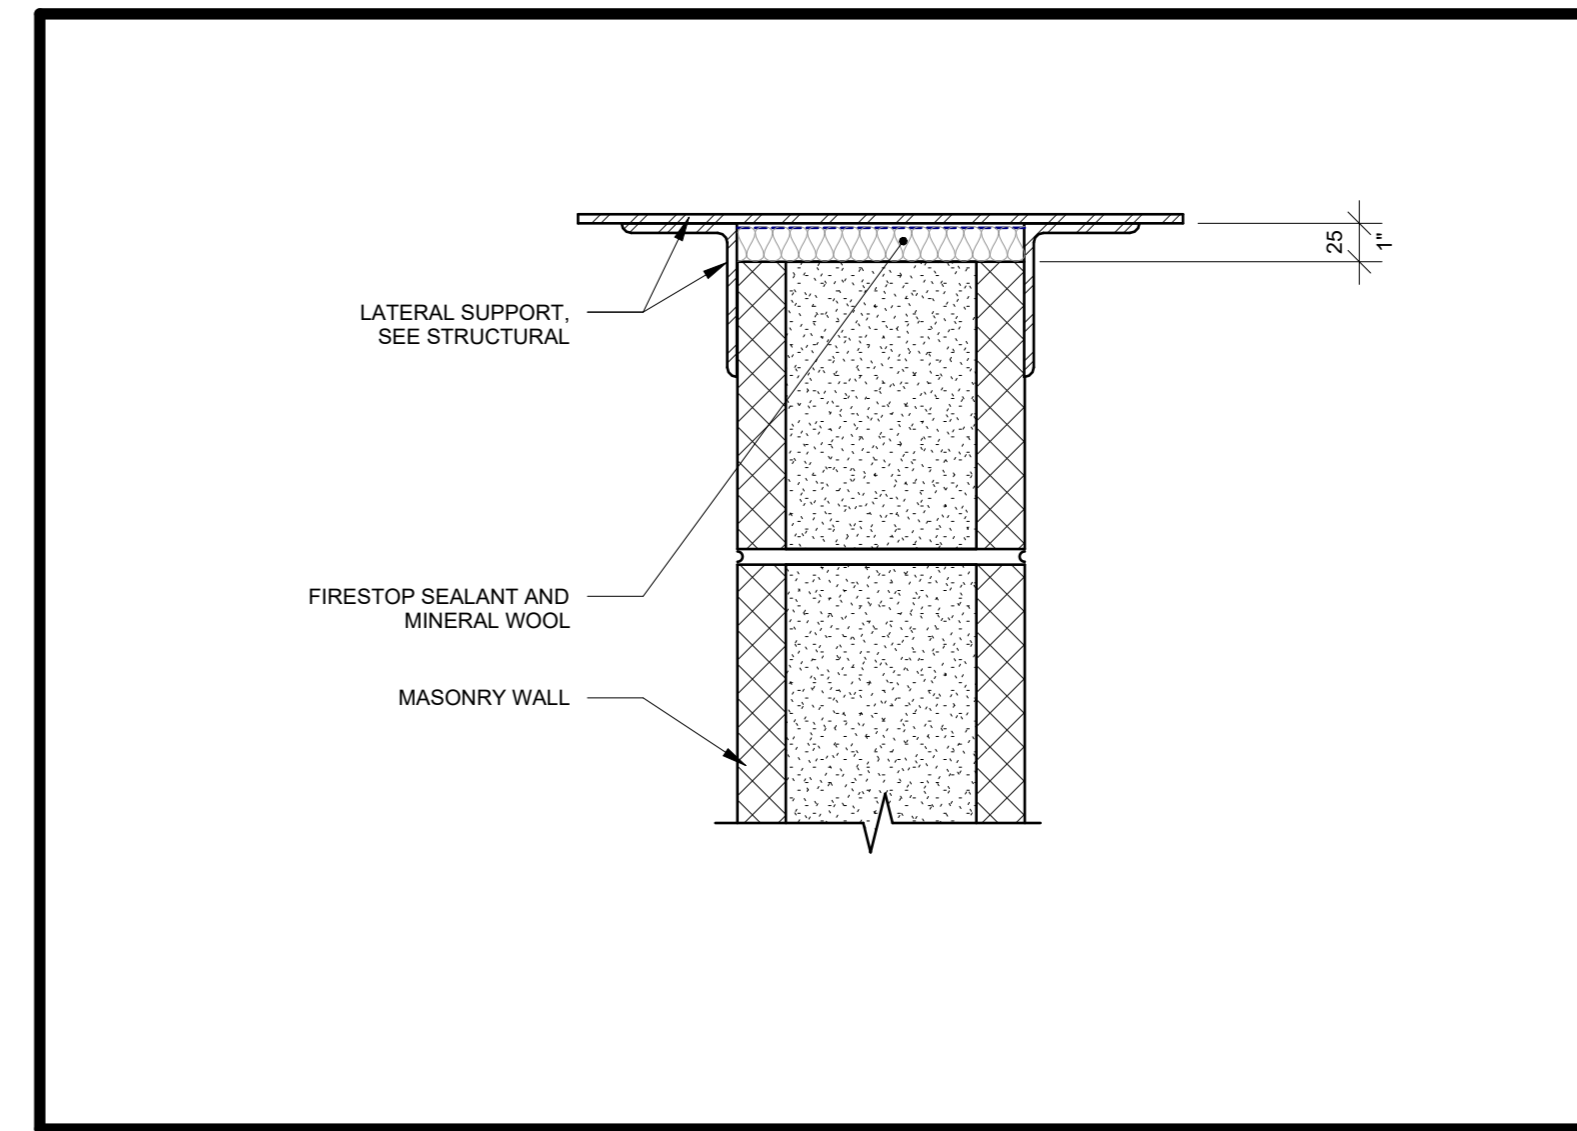 LATERAL SUPPORT,
SEE STRUCTURAL
25
1"
FIRESTOP SEALANT AND
MINERAL WOOL
MASONRY WALL